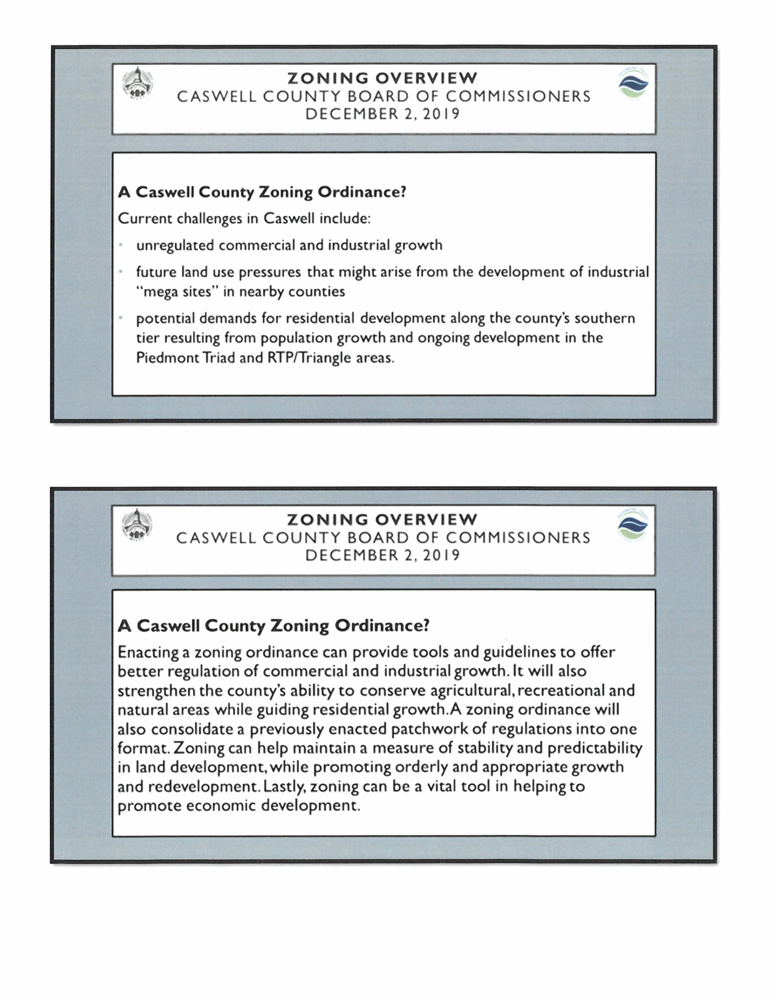 ZONING OVERVIEW
CASWELL COUNTY BOARD OF COMMISSIONERS
DECEMBER 2, 2019
A Caswell County Zoning Ordinance?
Current challenges in Caswell include:
• unregulated commercial and industrial growth
• future land use pressures that might arise from the development of industrial
“mega sites” in nearby counties
• potential demands for residential development along the county’s southern
tier resulting from population growth and ongoing development in the
Piedmont Triad and RTP/Triangle areas.
ZONING OVERVIEW
CASWELL COUNTY BOARD OF COMMISSIONERS
DECEMBER 2, 2019
A Caswell County Zoning Ordinance?
Enacting a zoning ordinance can provide tools and guidelines to offer
better regulation of commercial and industrial growth. It will also
strengthen the county’s ability to conserve agricultural, recreational and
natural areas while guiding residential growth. A zoning ordinance will
also consolidate a previously enacted patchwork of regulations into one
format. Zoning can help maintain a measure of stability and predictability
in land development, while promoting orderly and appropriate growth
and redevelopment. Lastly, zoning can be a vital tool in helping to
promote economic development.